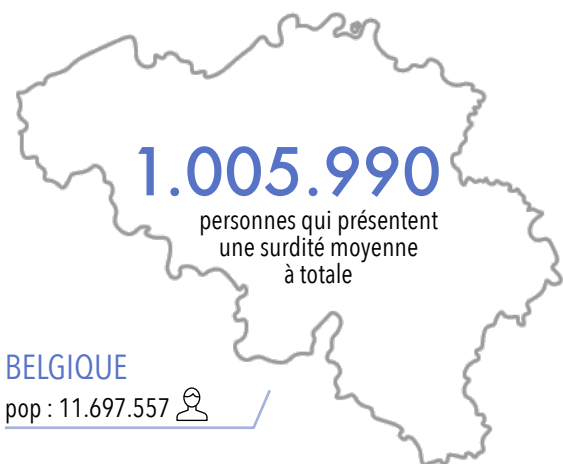 1.005.990
personnes qui présentent
une surdité moyenne
à totale
BELGIQUE
pop : 11.697.557